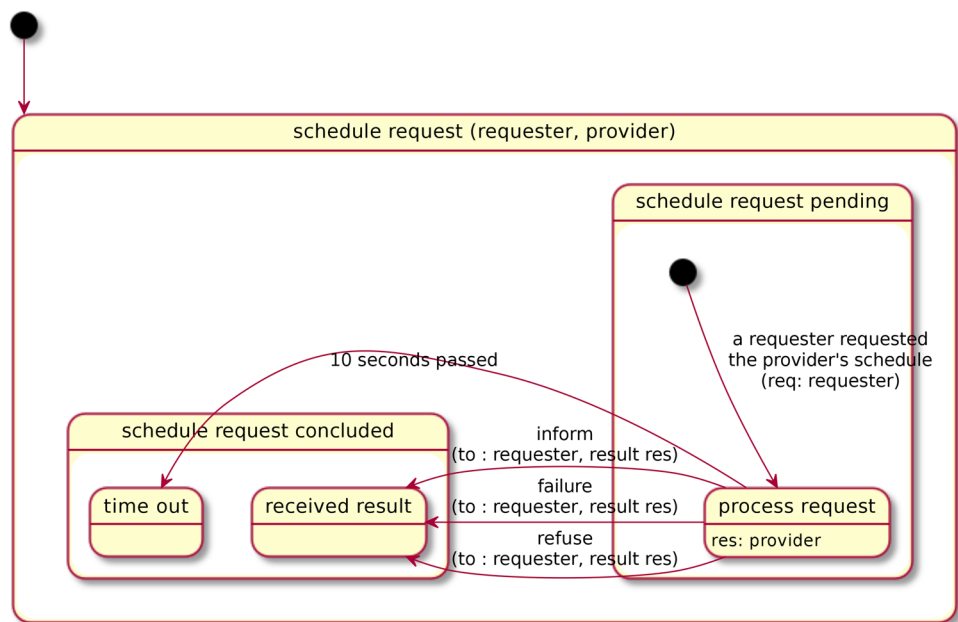 schedule request (requester, provider)
schedule request pending
a requester requested
the provider's schedule
(req: requester)
10 seconds passed
schedule request concluded
inform
(to : requester, result res)
time out
received result
failure
(to : requester, result res)
process request
res: provider
refuse
(to : requester, result res)